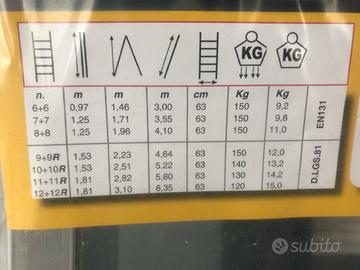 KG KG
n. m m m cm Kg Kg
6+6 0,97 1,46 3,00 63 150 9,2
7+7 1,25 1,71 3,55 63 150 9,8
8+8 1,25 1,96 4,10 63 150 11,0
EN131
9+9R 1,53 2,23 4,64 63 150 12,0
10+10R 1,53 2,51 5,22 63 140 13,2
11+11R 1,81 2,82 5,80 63 130 14,2
12+12R 1,81 3,10 6,35 63 120 15,0
D.LGS.81
subito